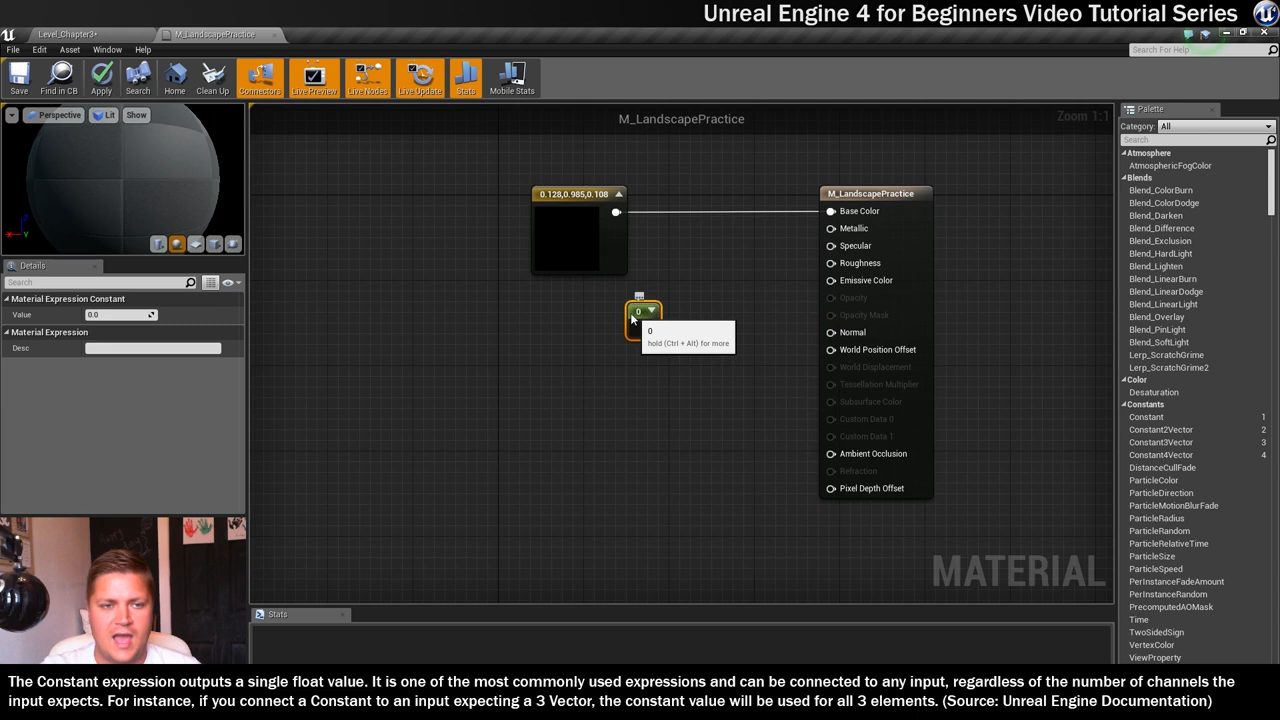 Unreal Engine 4 for Beginners Video Tutorial Series
Level_Chapter3*
M_LandscapePractice
File Edit Asset Window Help
Search For Help
Save Find in CB Apply Search Home Clean Up Connectors Live Preview Live Nodes Live Update Stats Mobile Stats
Perspective Lit Show
M_LandscapePractice
Zoom 1:1
0.128,0.985,0.108
0
0
hold (Ctrl + Alt) for more
M_LandscapePractice
Base Color
Metallic
Specular
Roughness
Emissive Color
Opacity
Opacity Mask
Normal
World Position Offset
World Displacement
Tessellation Multiplier
Subsurface Color
Custom Data 0
Custom Data 1
Ambient Occlusion
Refraction
Pixel Depth Offset
MATERIAL
Details
Search
Material Expression Constant
Value 0.0
Material Expression
Desc
Stats
Palette
Category: All
Search
Atmosphere
AtmosphericFogColor
Blends
Blend_ColorBurn
Blend_ColorDodge
Blend_Darken
Blend_Difference
Blend_Exclusion
Blend_HardLight
Blend_Lighten
Blend_LinearBurn
Blend_LinearDodge
Blend_LinearLight
Blend_Overlay
Blend_PinLight
Blend_Screen
Blend_SoftLight
Lerp_ScratchGrime
Lerp_ScratchGrime2
Color
Desaturation
Constants
Constant 1
Constant2Vector 2
Constant3Vector 3
Constant4Vector 4
DistanceCullFade
ParticleColor
ParticleDirection
ParticleMotionBlurFade
ParticleRadius
ParticleRandom
ParticleRelativeTime
ParticleSize
ParticleSpeed
PerInstanceFadeAmount
PerInstanceRandom
PrecomputedAOMask
Time
TwoSidedSign
VertexColor
ViewProperty
The Constant expression outputs a single float value. It is one of the most commonly used expressions and can be connected to any input, regardless of the number of channels the
input expects. For instance, if you connect a Constant to an input expecting a 3 Vector, the constant value will be used for all 3 elements. (Source: Unreal Engine Documentation)